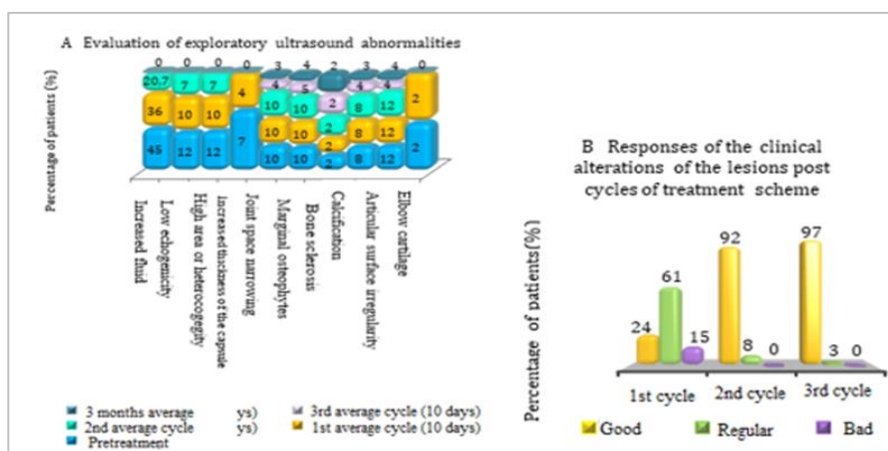 A Evaluation of exploratory ultrasound abnormalities
Percentage of patients (%)
0 0 0 0 3 4 2 3 4 0
20,7 7 7 4 5 4 4
36 10 10 4 10 10 2 8 12 2
10 10 2
45 12 12 7 10 10 2 8 12 2
Increased fluid
Low echogenicity
High area or heterocogegity
Increased thickness of the capsule
Joint space narrowing
Marginal osteophytes
Bone sclerosis
Calcification
Articular surface irregularity
Elbow cartilage
3 months average ys)
3rd average cycle (10 days)
2nd average cycle ys)
1st average cycle (10 days)
Pretreatment
B Responses of the clinical
alterations of the lesions post
cycles of treatment scheme
Percentage of patients(%)
24 61 15
92 8 0
97 3 0
1st cycle 2nd cycle 3rd cycle
Good Regular Bad